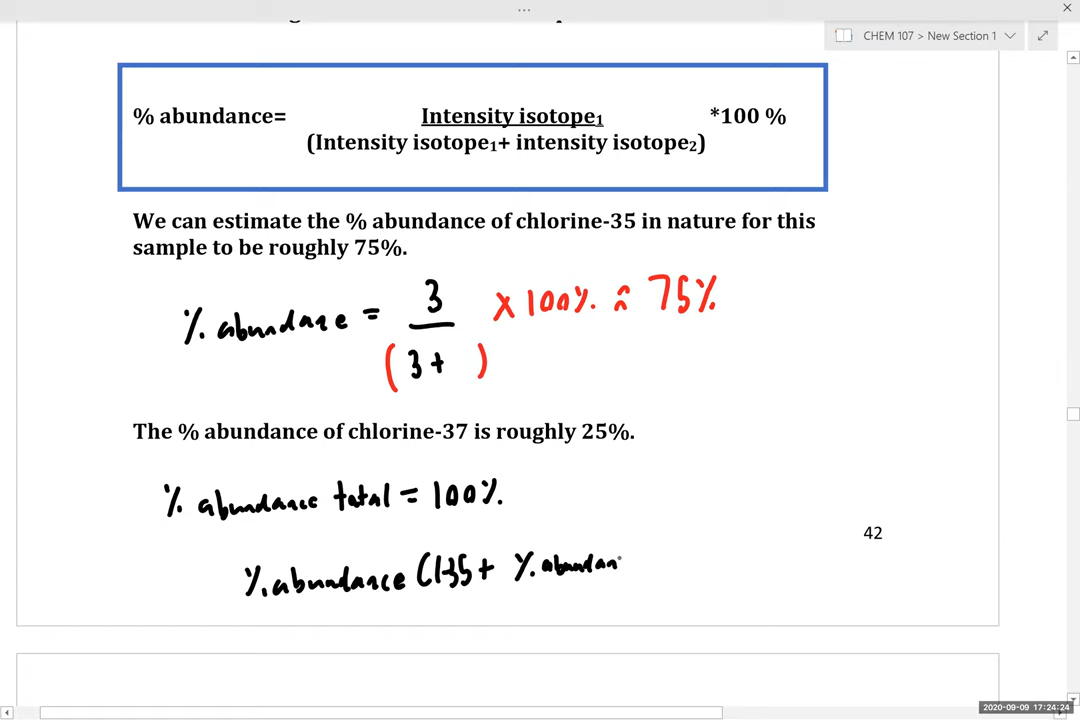 CHEM 107 > New Section 1
% abundance= Intensity isotope1 *100 %
(Intensity isotope1+ intensity isotope2)
We can estimate the % abundance of chlorine-35 in nature for this
sample to be roughly 75%.
% abundance = 3 × 100% ≈ 75%
(3+ )
The % abundance of chlorine-37 is roughly 25%.
% abundance total = 100%
42
% abundance Cl-35 + % abundan
2020-09-09 17:24:24